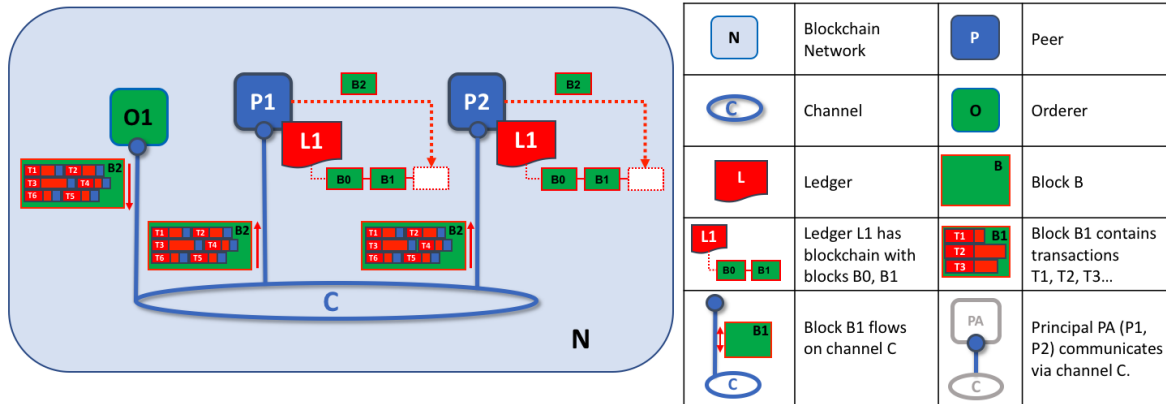 B2
B2
P1
P2
O1
L1
L1
B2
T1 T2
T3 T4
T6 T5
B0 B1
B0 B1
B2
T1 T2
T3 T4
T6 T5
B2
T1 T2
T3 T4
T6 T5
C
N
N
Blockchain
Network
P
Peer
C
Channel
O
Orderer
L
Ledger
B
Block B
L1
B0 B1
Ledger L1 has
blockchain with
blocks B0, B1
B1
T1
T2
T3
Block B1 contains
transactions
T1, T2, T3...
B1
C
Block B1 flows
on channel C
PA
C
Principal PA (P1,
P2) communicates
via channel C.